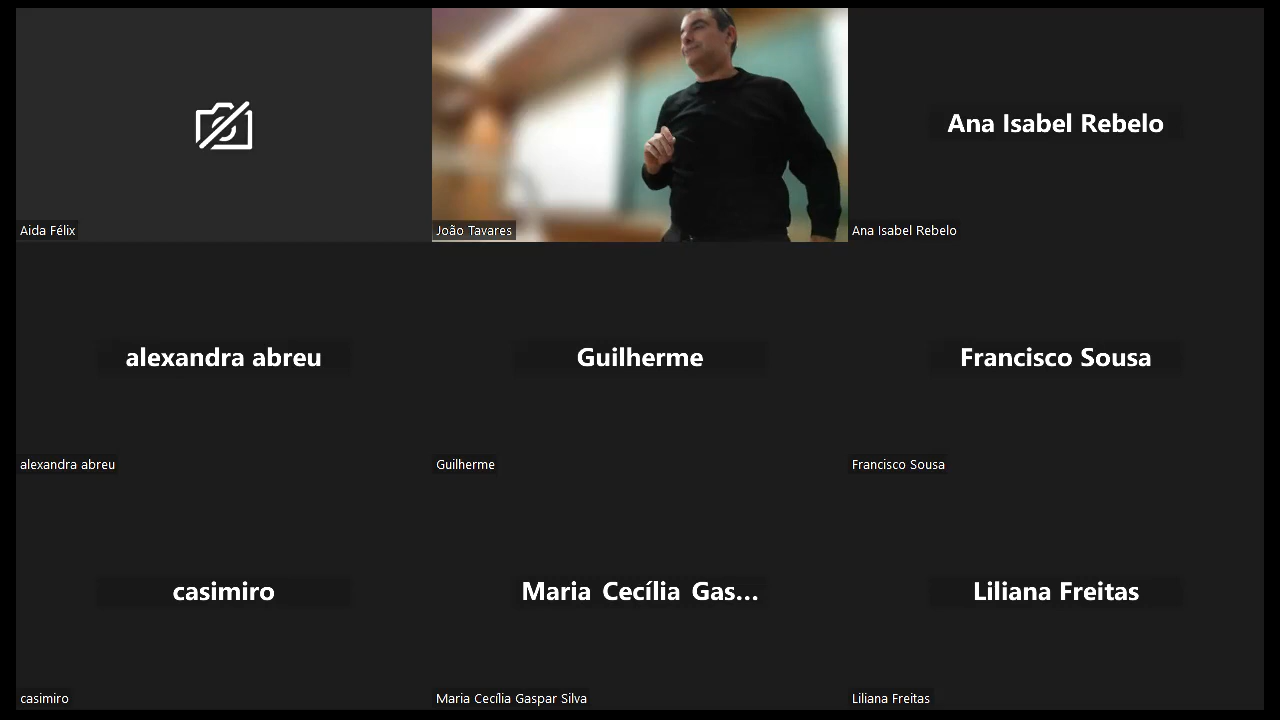 Aida Félix
João Tavares
Ana Isabel Rebelo
Ana Isabel Rebelo
alexandra abreu
Guilherme
Francisco Sousa
alexandra abreu
Guilherme
Francisco Sousa
casimiro
Maria Cecília Gas...
Liliana Freitas
casimiro
Maria Cecília Gaspar Silva
Liliana Freitas